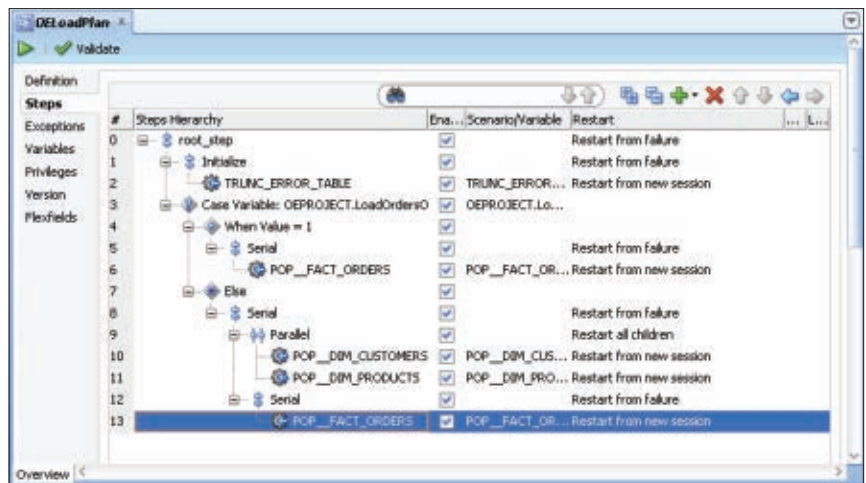 OELoadPlan
Validate
Definition
Steps
Exceptions
Variables
Privileges
Version
Flexfields
# Steps Hierarchy Ena... Scenario/Variable Restart ... L...
0 root_step Restart from failure
1 Initialize Restart from failure
2 TRUNC_ERROR_TABLE TRUNC_ERROR... Restart from new session
3 Case Variable: OEPROJECT.LoadOrdersO OEPROJECT.Lo...
4 When Value = 1
5 Serial Restart from failure
6 POP__FACT_ORDERS POP__FACT_OR... Restart from new session
7 Else
8 Serial Restart from failure
9 Parallel Restart all children
10 POP__DIM_CUSTOMERS POP__DIM_CUS... Restart from new session
11 POP__DIM_PRODUCTS POP__DIM_PRO... Restart from new session
12 Serial Restart from failure
13 POP__FACT_ORDERS POP__FACT_OR... Restart from new session
Overview